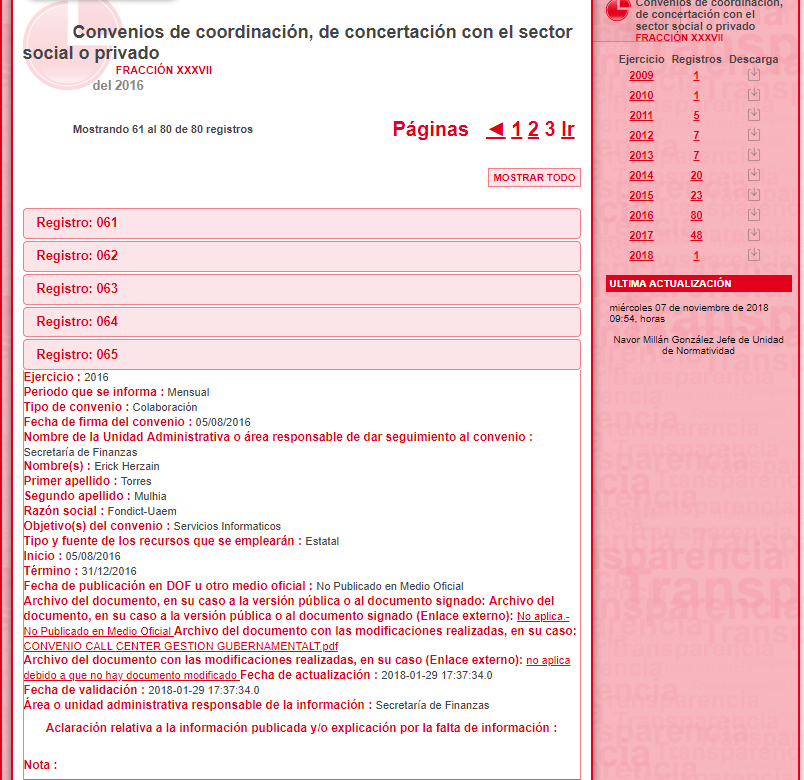 Convenios de coordinación, de concertación con el sector
social o privado
FRACCIÓN XXXVII
del 2016
Mostrando 61 al 80 de 80 registros
Páginas ◄ 1 2 3 Ir
MOSTRAR TODO
Registro: 061
Registro: 062
Registro: 063
Registro: 064
Registro: 065
Ejercicio : 2016
Periodo que se informa : Mensual
Tipo de convenio : Colaboración
Fecha de firma del convenio : 05/08/2016
Nombre de la Unidad Administrativa o área responsable de dar seguimiento al convenio :
Secretaría de Finanzas
Nombre(s) : Erick Herzain
Primer apellido : Torres
Segundo apellido : Mulhia
Razón social : Fondict-Uaem
Objetivo(s) del convenio : Servicios Informaticos
Tipo y fuente de los recursos que se emplearán : Estatal
Inicio : 05/08/2016
Término : 31/12/2016
Fecha de publicación en DOF u otro medio oficial : No Publicado en Medio Oficial
Archivo del documento, en su caso a la versión pública o al documento signado: Archivo del
documento, en su caso a la versión pública o al documento signado (Enlace externo): No aplica.-
No Publicado en Medio Oficial Archivo del documento con las modificaciones realizadas, en su caso:
CONVENIO CALL CENTER GESTION GUBERNAMENTALT.pdf
Archivo del documento con las modificaciones realizadas, en su caso (Enlace externo): no aplica
debido a que no hay documento modificado Fecha de actualización : 2018-01-29 17:37:34.0
Fecha de validación : 2018-01-29 17:37:34.0
Área o unidad administrativa responsable de la información : Secretaría de Finanzas
Aclaración relativa a la información publicada y/o explicación por la falta de información :
Nota :
Convenios de coordinación,
de concertación con el
sector social o privado
FRACCIÓN XXXVII
Ejercicio Registros Descarga
2009 1
2010 1
2011 5
2012 7
2013 7
2014 20
2015 23
2016 80
2017 48
2018 1
ULTIMA ACTUALIZACIÓN
miércoles 07 de noviembre de 2018
09:54, horas
Navor Millán González Jefe de Unidad
de Normatividad